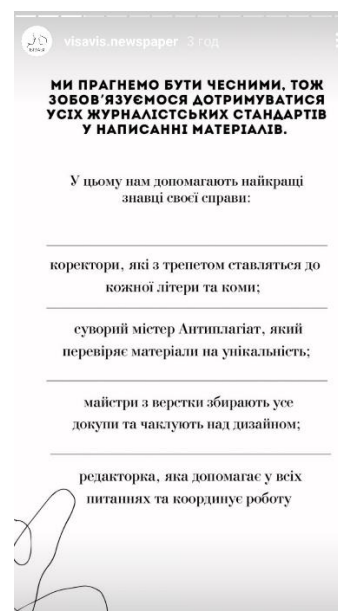 visavis.newspaper 3 год
МИ ПРАГНЕМО БУТИ ЧЕСНИМИ, ТОЖ
ЗОБОВ'ЯЗУЄМОСЯ ДОТРИМУВАТИСЯ
УСІХ ЖУРНАЛІСТСЬКИХ СТАНДАРТІВ
У НАПИСАННІ МАТЕРІАЛІВ.
У цьому нам допомагають найкращі
знавці своєї справи:
коректори, які з трепетом ставляться до
кожної літери та коми;
суворий містер Антиплагіат, який
перевіряє матеріали на унікальність;
майстри з верстки збирають усе
докупи та чаклують над дизайном;
редакторка, яка допомагає у всіх
питаннях та координує роботу